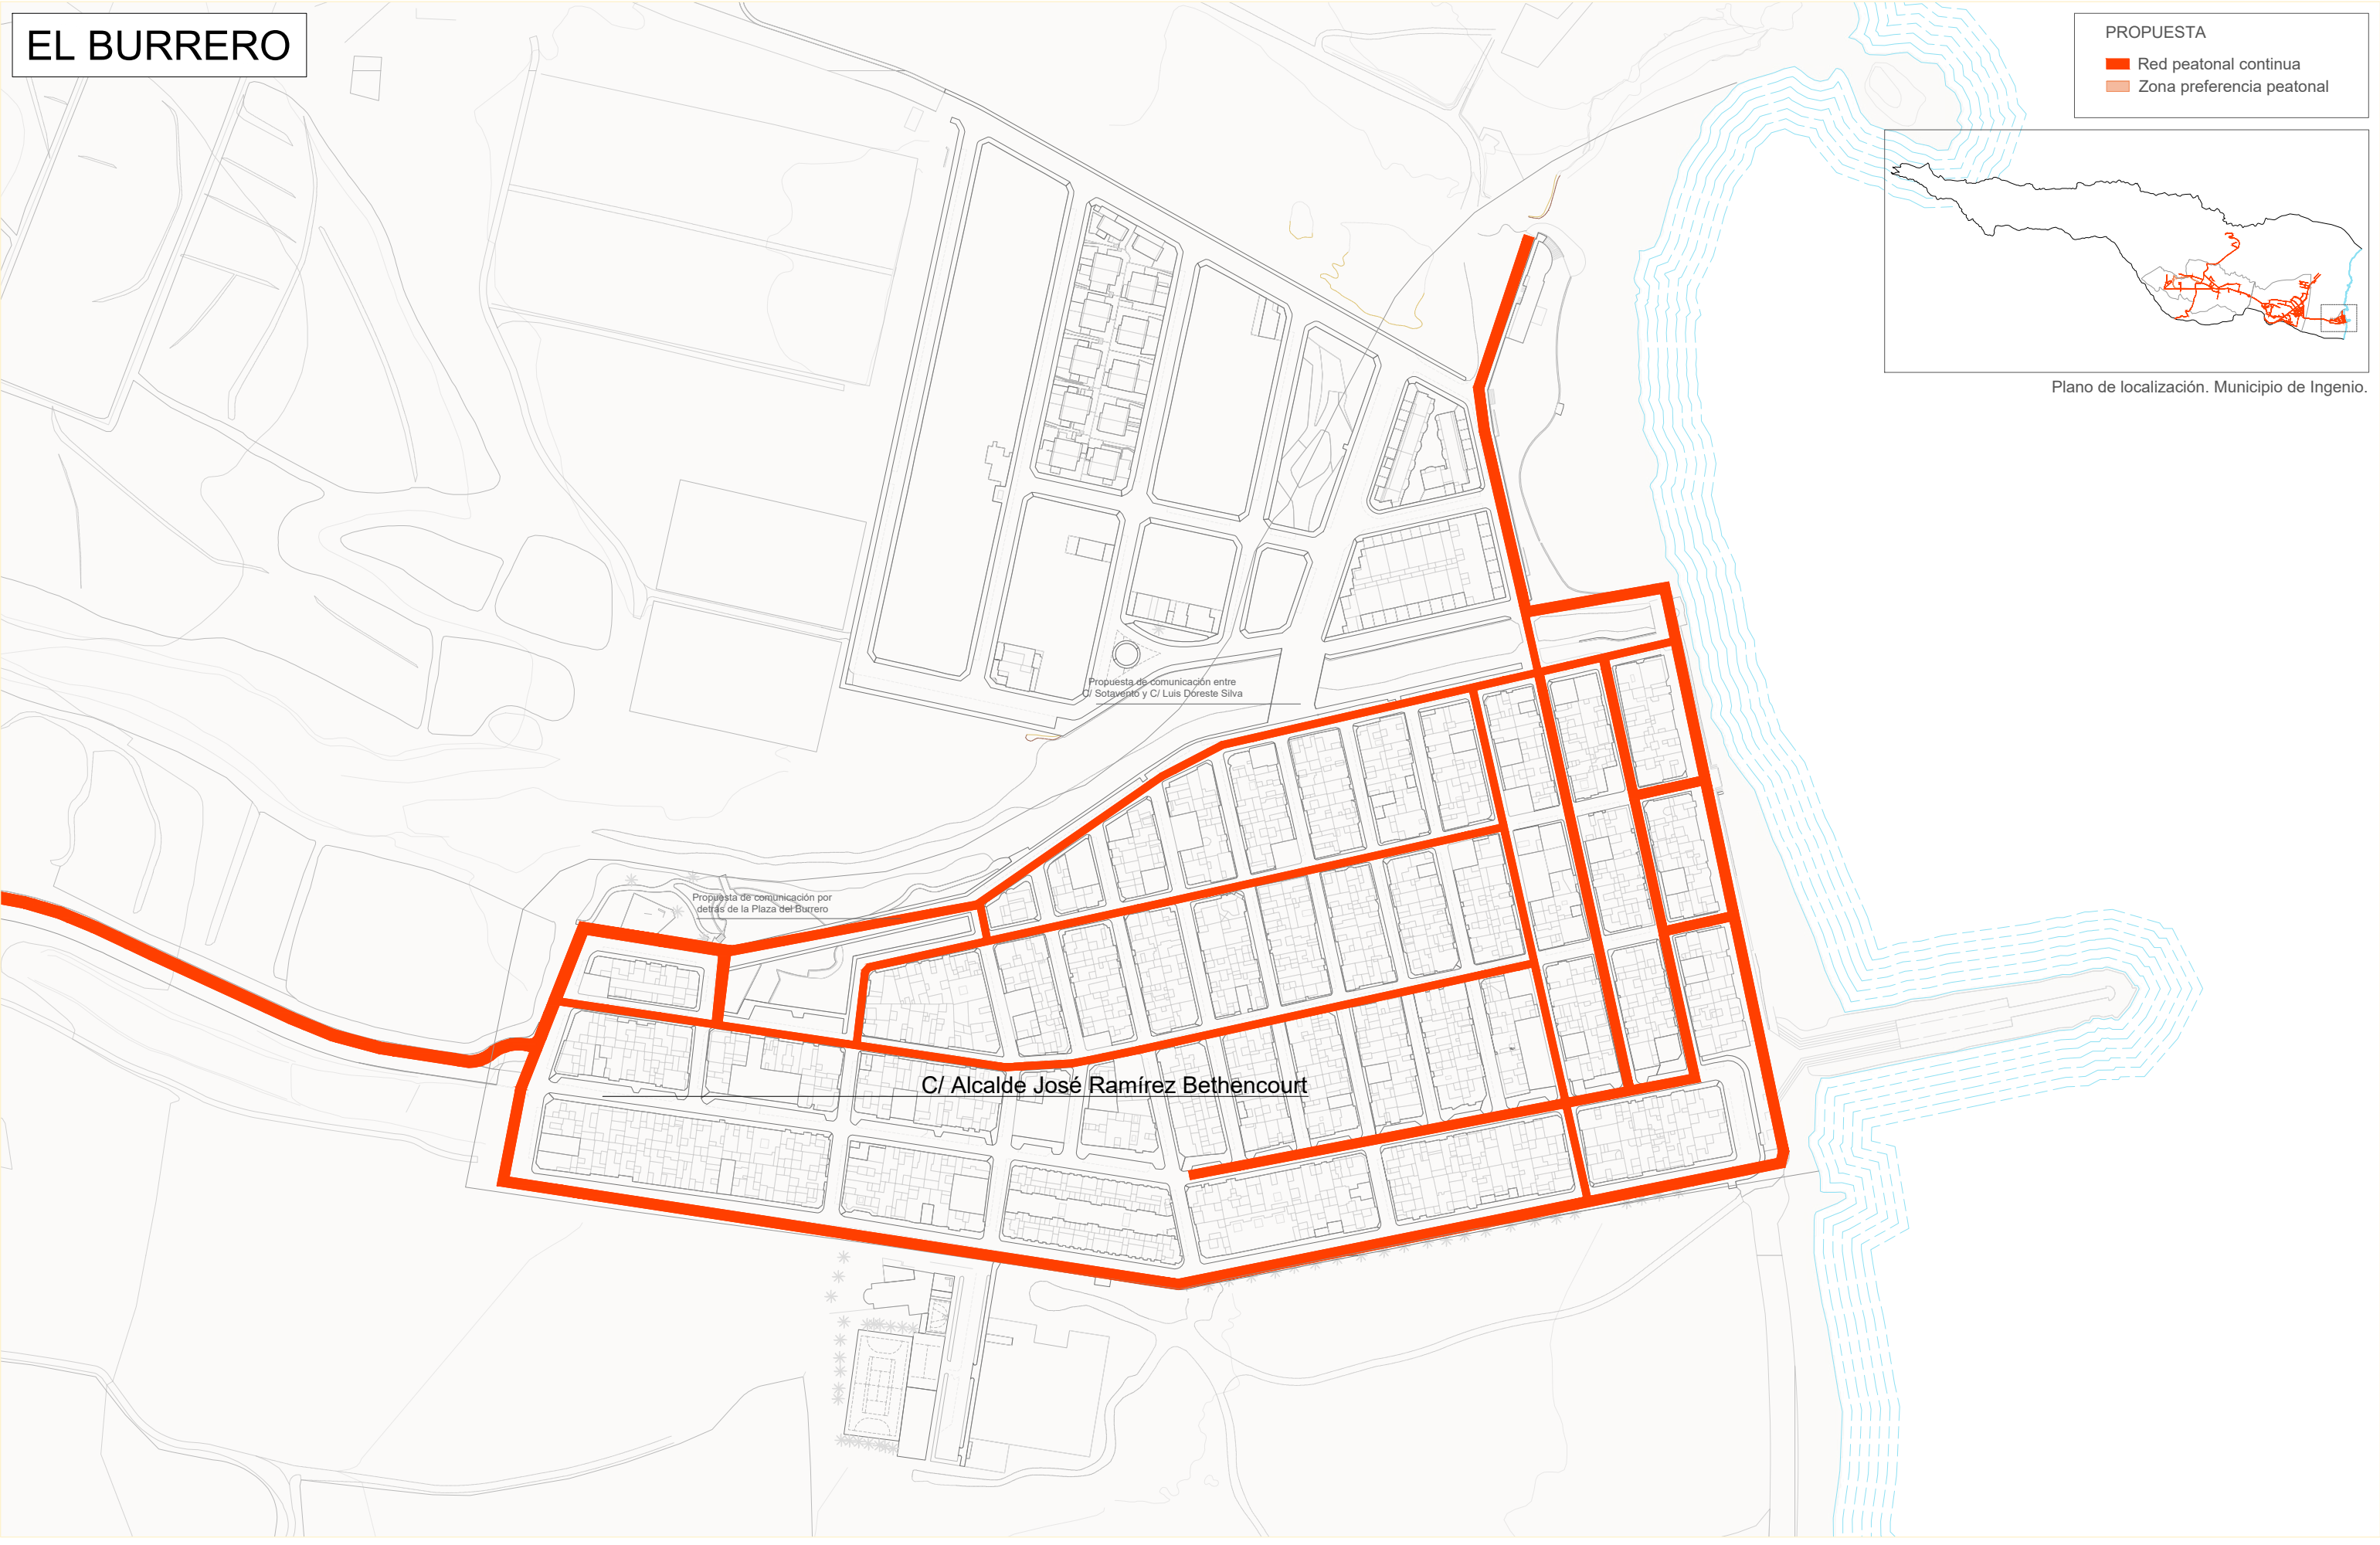 EL BURRERO
PROPUESTA
Red peatonal continua
Zona preferencia peatonal
Plano de localización. Municipio de Ingenio.
Propuesta de comunicación entre
C/ Sotavento y C/ Luis Doreste Silva
Propuesta de comunicación por
detrás de la Plaza del Burrero
C/ Alcalde José Ramírez Bethencourt